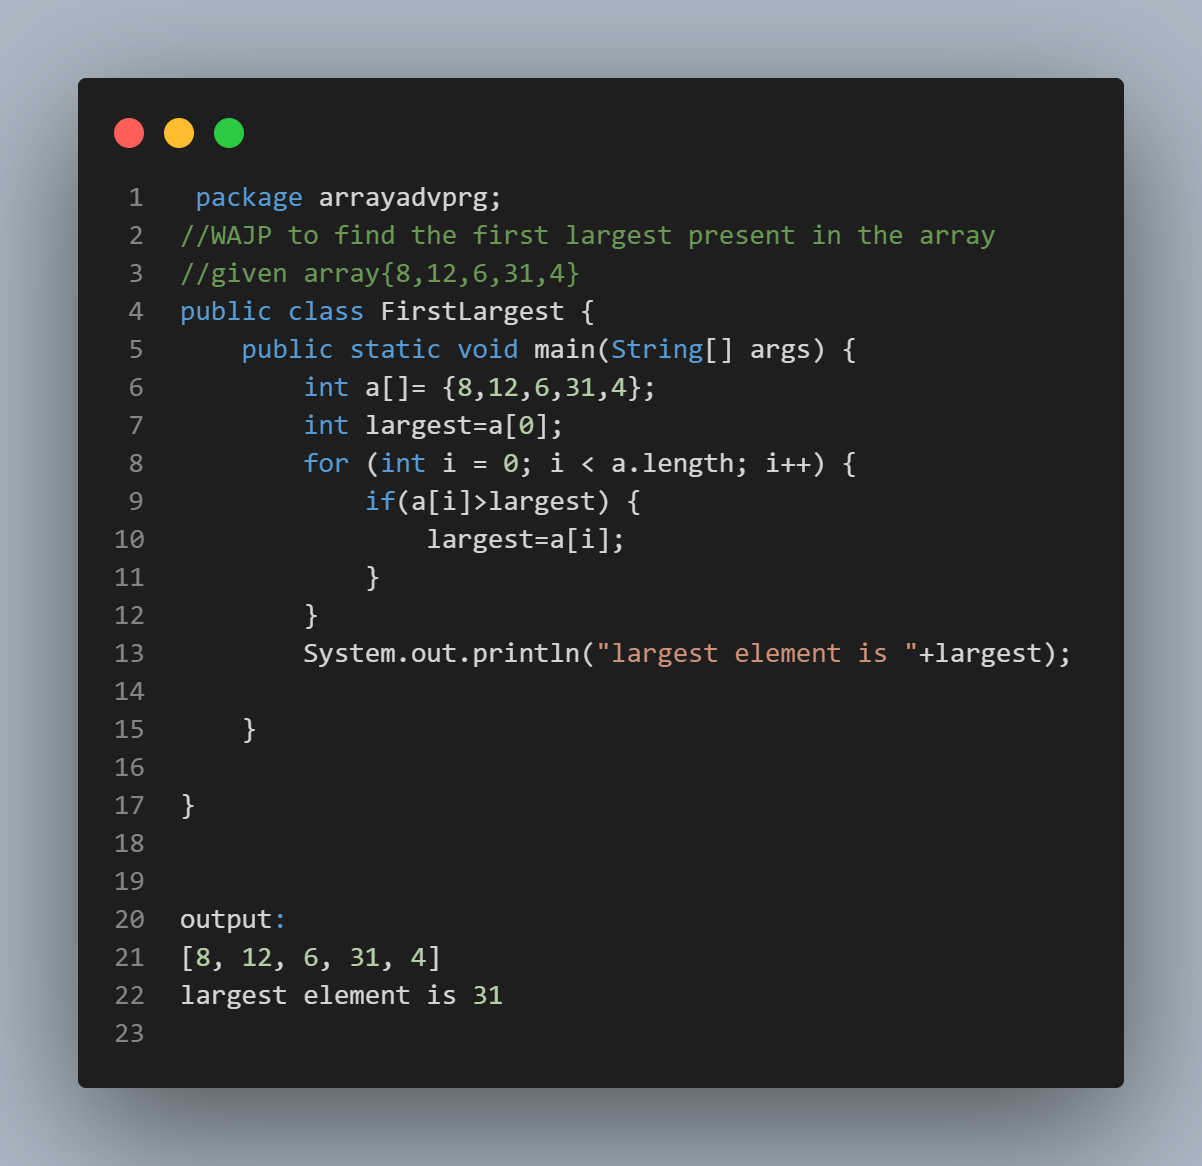 1 package arrayadvprg;
2 //WAJP to find the first largest present in the array
3 //given array{8,12,6,31,4}
4 public class FirstLargest {
5     public static void main(String[] args) {
6         int a[]= {8,12,6,31,4};
7         int largest=a[0];
8         for (int i = 0; i < a.length; i++) {
9             if(a[i]>largest) {
10                 largest=a[i];
11             }
12         }
13         System.out.println("largest element is "+largest);
14
15     }
16
17 }
18
19
20 output:
21 [8, 12, 6, 31, 4]
22 largest element is 31
23